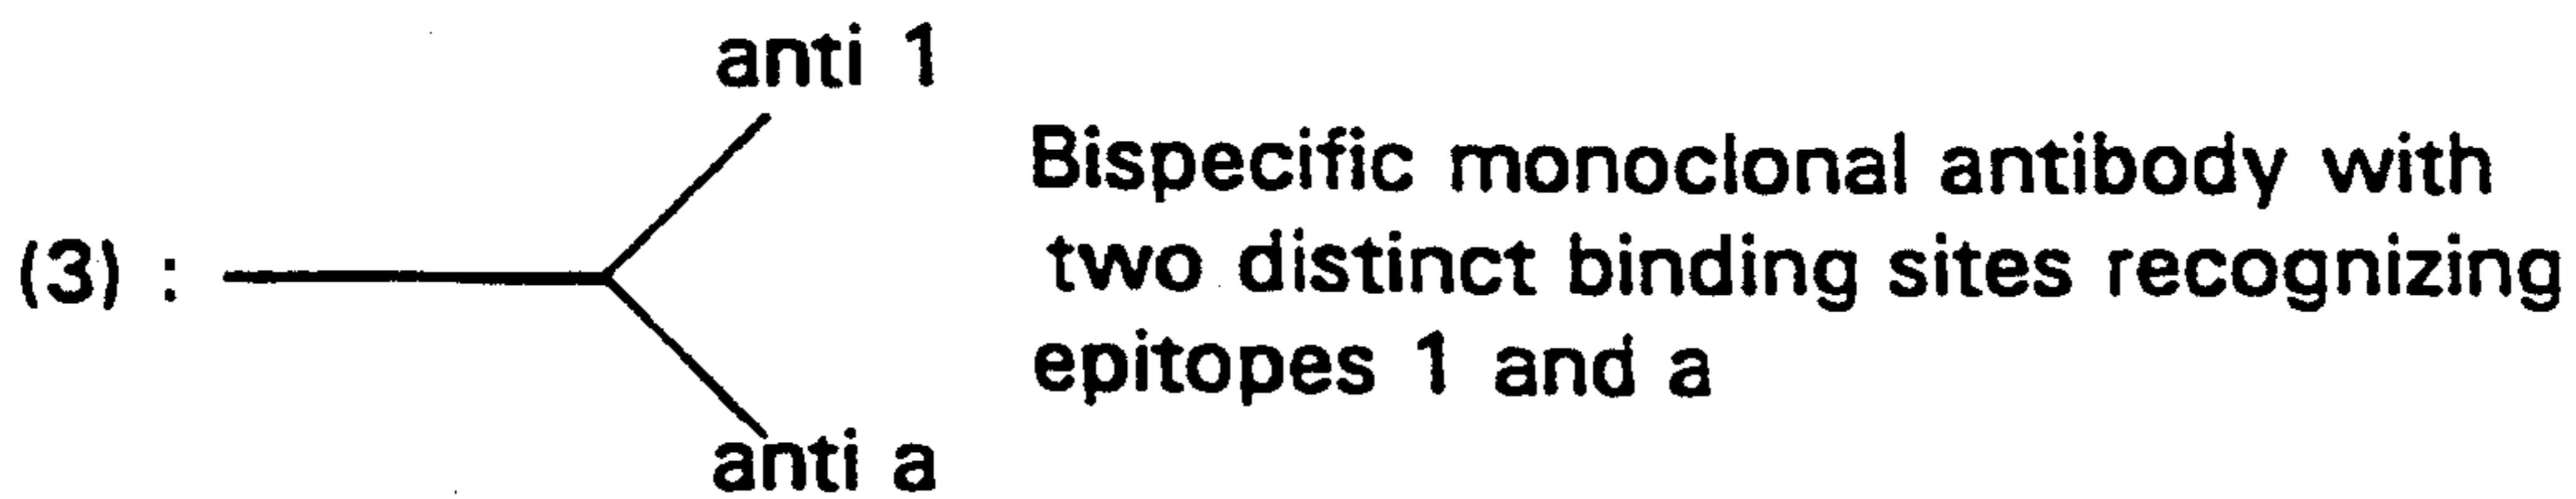 anti 1
Bispecific monoclonal antibody with
(3) :
two distinct binding sites recognizing
epitopes 1 and a
anti a